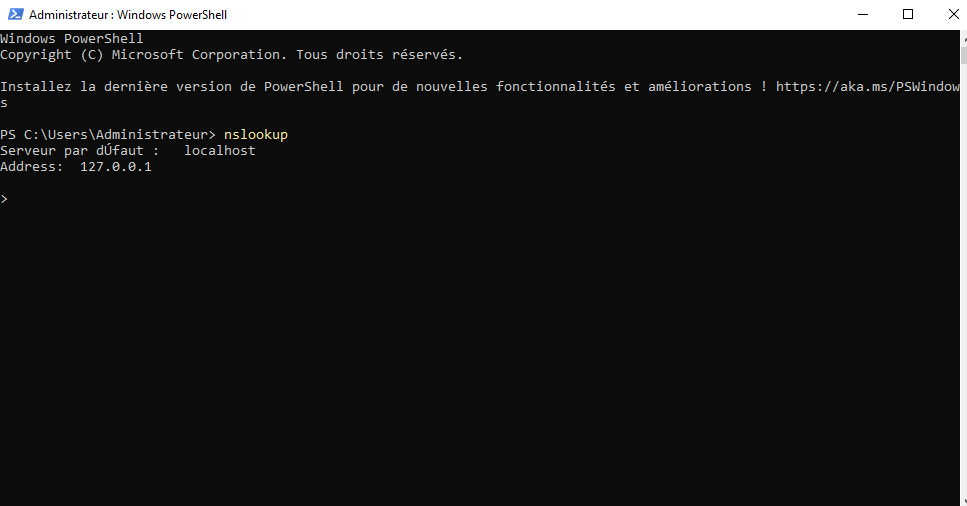 Administrateur : Windows PowerShell
Windows PowerShell
Copyright (C) Microsoft Corporation. Tous droits réservés.
Installez la dernière version de PowerShell pour de nouvelles fonctionnalités et améliorations ! https://aka.ms/PSWindow
s
PS C:\Users\Administrateur> nslookup
Serveur par dÚfaut :   localhost
Address:  127.0.0.1
>